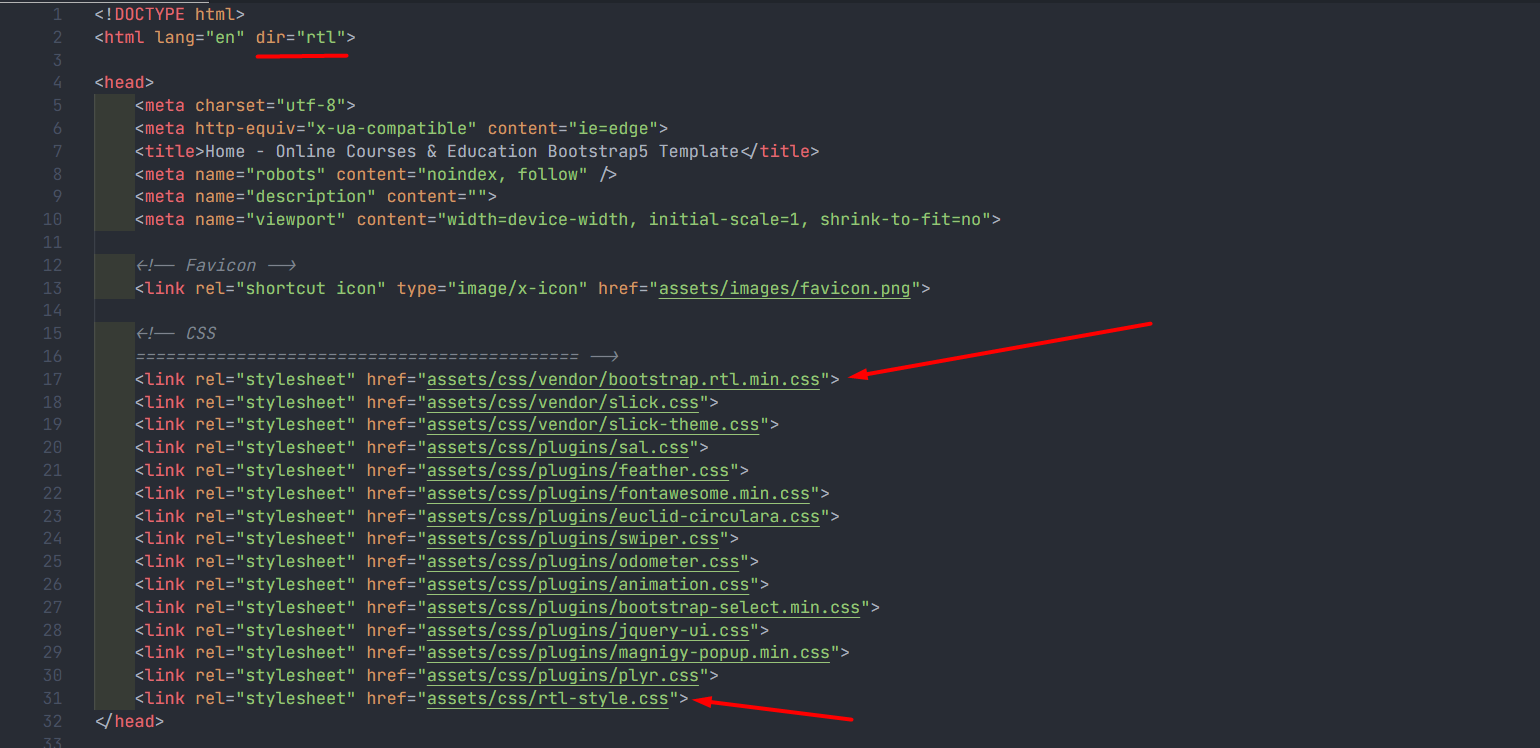 1 <!DOCTYPE html>
2 <html lang="en" dir="rtl">
3
4 <head>
5 <meta charset="utf-8">
6 <meta http-equiv="x-ua-compatible" content="ie=edge">
7 <title>Home - Online Courses & Education Bootstrap5 Template</title>
8 <meta name="robots" content="noindex, follow" />
9 <meta name="description" content="">
10 <meta name="viewport" content="width=device-width, initial-scale=1, shrink-to-fit=no">
11
12 <!-- Favicon -->
13 <link rel="shortcut icon" type="image/x-icon" href="assets/images/favicon.png">
14
15 <!-- CSS
16 ============================================ -->
17 <link rel="stylesheet" href="assets/css/vendor/bootstrap.rtl.min.css">
18 <link rel="stylesheet" href="assets/css/vendor/slick.css">
19 <link rel="stylesheet" href="assets/css/vendor/slick-theme.css">
20 <link rel="stylesheet" href="assets/css/plugins/sal.css">
21 <link rel="stylesheet" href="assets/css/plugins/feather.css">
22 <link rel="stylesheet" href="assets/css/plugins/fontawesome.min.css">
23 <link rel="stylesheet" href="assets/css/plugins/euclid-circulara.css">
24 <link rel="stylesheet" href="assets/css/plugins/swiper.css">
25 <link rel="stylesheet" href="assets/css/plugins/odometer.css">
26 <link rel="stylesheet" href="assets/css/plugins/animation.css">
27 <link rel="stylesheet" href="assets/css/plugins/bootstrap-select.min.css">
28 <link rel="stylesheet" href="assets/css/plugins/jquery-ui.css">
29 <link rel="stylesheet" href="assets/css/plugins/magnigy-popup.min.css">
30 <link rel="stylesheet" href="assets/css/plugins/plyr.css">
31 <link rel="stylesheet" href="assets/css/rtl-style.css">
32 </head>
33